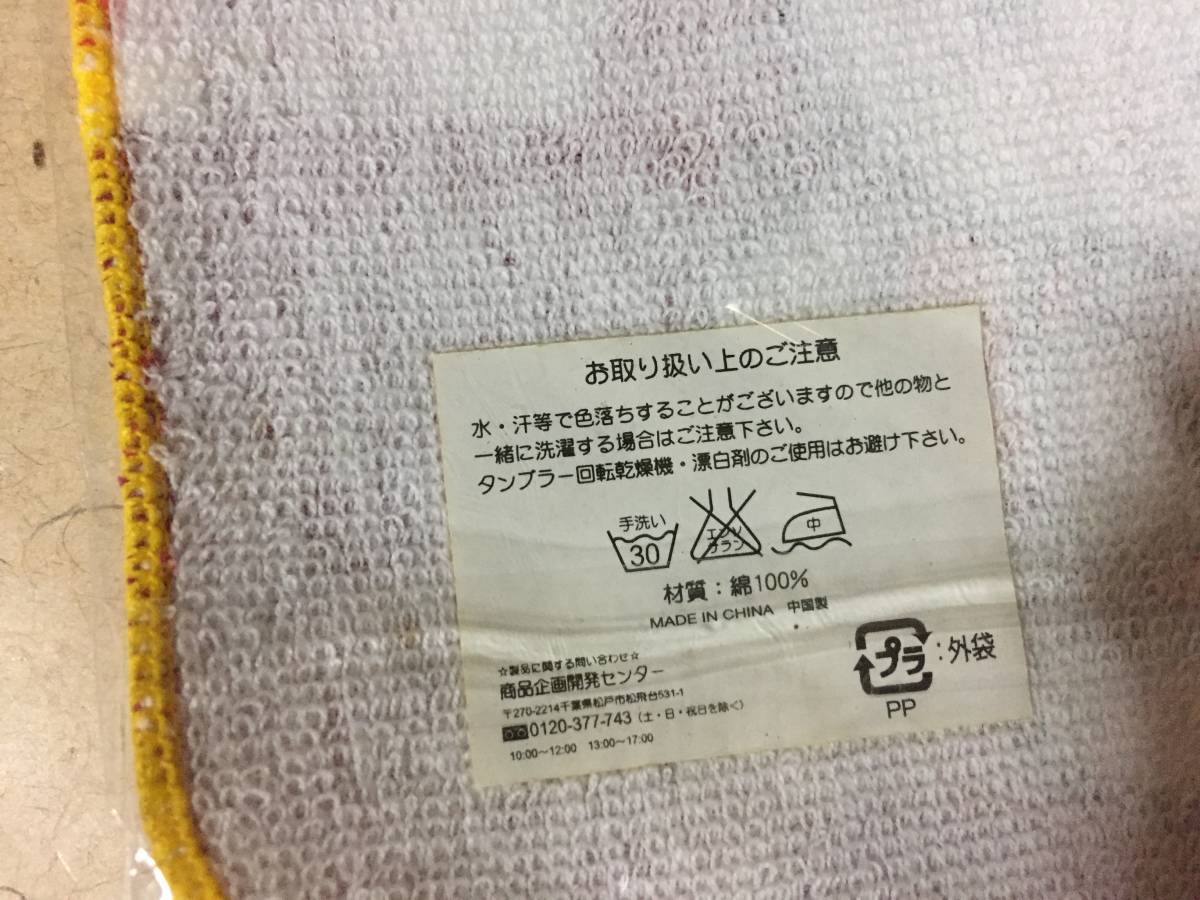 お取り扱い上のご注意
水・汗等で色落ちすることがございますので他の物と
一緒に洗濯する場合はご注意下さい。
タンブラー回転乾燥機・漂白剤のご使用はお避け下さい。
手洗い
30
エンソ
フラン
中
材質：綿100%
MADE IN CHINA 中国製
☆製品に関する問い合わせ☆
商品企画開発センター
〒270-2214千葉県松戸市松飛台531-1
0120-377-743（土・日・祝日を除く）
10:00～12:00 13:00～17:00
プラ：外袋
PP